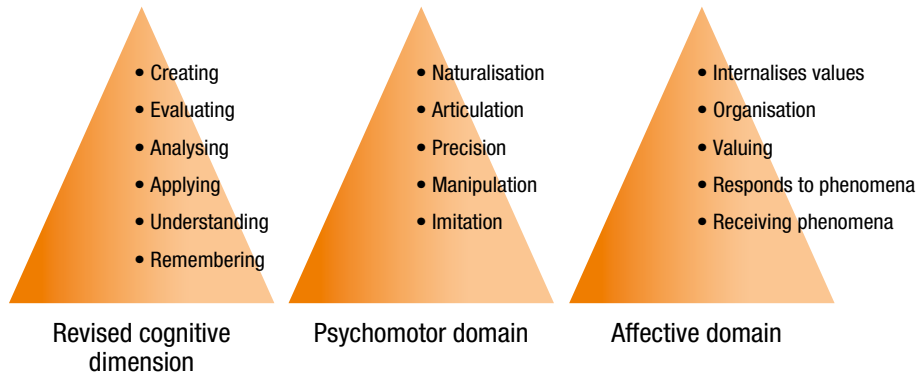 • Creating
• Evaluating
• Analysing
• Applying
• Understanding
• Remembering
Revised cognitive
dimension
• Naturalisation
• Articulation
• Precision
• Manipulation
• Imitation
Psychomotor domain
• Internalises values
• Organisation
• Valuing
• Responds to phenomena
• Receiving phenomena
Affective domain